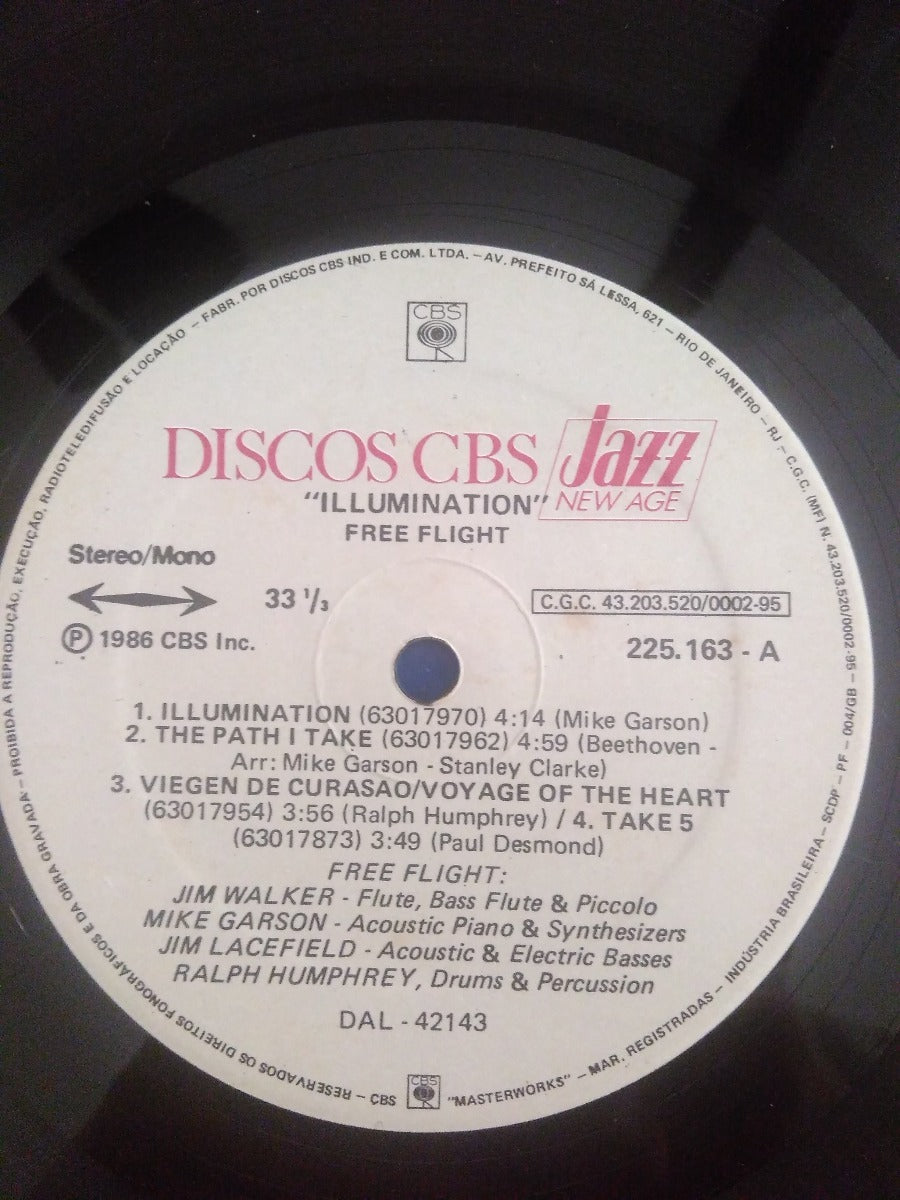 FABR. POR DISCOS CBS IND. E COM. LTDA. – AV. PREFEITO SÁ LESSA, 621 – RIO DE JANEIRO – RJ – C.G.C. (MF) N. 43.203.520/0002-95 – PF – 004/GB
CBS
DISCOS CBS Jazz
NEW AGE
"ILLUMINATION"
FREE FLIGHT
Stereo/Mono
33 1/3
C.G.C. 43.203.520/0002-95
Ⓟ 1986 CBS Inc.
225.163 - A
1. ILLUMINATION (63017970) 4:14 (Mike Garson)
2. THE PATH I TAKE (63017962) 4:59 (Beethoven -
Arr: Mike Garson - Stanley Clarke)
3. VIEGEN DE CURASAO/VOYAGE OF THE HEART
(63017954) 3:56 (Ralph Humphrey) / 4. TAKE 5
(63017873) 3:49 (Paul Desmond)
FREE FLIGHT:
JIM WALKER - Flute, Bass Flute & Piccolo
MIKE GARSON - Acoustic Piano & Synthesizers
JIM LACEFIELD - Acoustic & Electric Basses
RALPH HUMPHREY, Drums & Percussion
DAL - 42143
CBS
"MASTERWORKS" – MAR. REGISTRADAS – INDÚSTRIA BRASILEIRA – SCDP –
RESERVADOS OS DIREITOS FONOGRÁFICOS E DA OBRA GRAVADA – PROIBIDA A REPRODUÇÃO, EXECUÇÃO, RADIOTELEDIFUSÃO E LOCAÇÃO –
– CBS